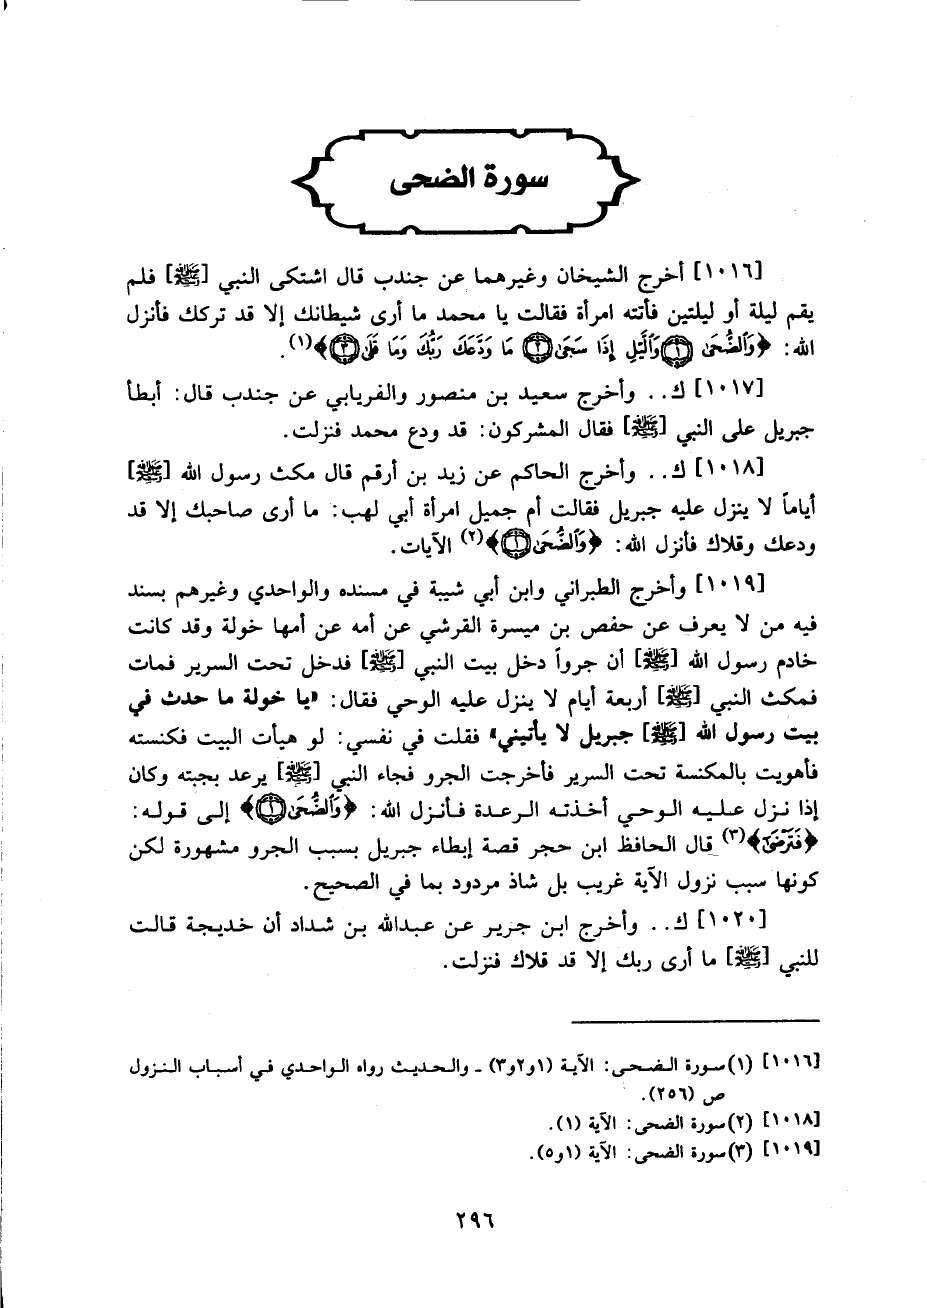 سورة الضحى
[١٠١٦] أخرج الشيخان وغيرهما عن جندب قال اشتكى النبي [ﷺ] فلم
يقم ليلة أو ليلتين فأتته امرأة فقالت يا محمد ما أرى شيطانك إلا قد تركك فأنزل
الله: ﴿وَالضُّحَىٰ ١ وَالَّيْلِ إِذَا سَجَىٰ ٢ مَا وَدَّعَكَ رَبُّكَ وَمَا قَلَىٰ ٣﴾(١).
[١٠١٧] ك.. وأخرج سعيد بن منصور والفريابي عن جندب قال: أبطأ
جبريل على النبي [ﷺ] فقال المشركون: قد ودع محمد فنزلت.
[١٠١٨] ك.. وأخرج الحاكم عن زيد بن أرقم قال مكث رسول الله [ﷺ]
أياماً لا ينزل عليه جبريل فقالت أم جميل امرأة أبي لهب: ما أرى صاحبك إلا قد
ودعك وقلاك فأنزل الله: ﴿وَالضُّحَىٰ ١﴾(٢) الآيات.
[١٠١٩] وأخرج الطبراني وابن أبي شيبة في مسنده والواحدي وغيرهم بسند
فيه من لا يعرف عن حفص بن ميسرة القرشي عن أمه عن أمها خولة وقد كانت
خادم رسول الله [ﷺ] أن جرواً دخل بيت النبي [ﷺ] فدخل تحت السرير فمات
فمكث النبي [ﷺ] أربعة أيام لا ينزل عليه الوحي فقال: «يا خولة ما حدث في
بيت رسول الله [ﷺ] جبريل لا يأتيني» فقلت في نفسي: لو هيأت البيت فكنسته
فأهويت بالمكنسة تحت السرير فأخرجت الجرو فجاء النبي [ﷺ] يرعد بجبته وكان
إذا نزل عليه الوحي أخذته الرعدة فأنزل الله: ﴿وَالضُّحَىٰ ١﴾ إلى قوله:
﴿فَتَرْضَىٰ﴾(٣) قال الحافظ ابن حجر قصة إبطاء جبريل بسبب الجرو مشهورة لكن
كونها سبب نزول الآية غريب بل شاذ مردود بما في الصحيح.
[١٠٢٠] ك.. وأخرج ابن جرير عن عبدالله بن شداد أن خديجة قالت
للنبي [ﷺ] ما أرى ربك إلا قد قلاك فنزلت.
[١٠١٦] (١) سورة الضحى: الآية (١و٢و٣) ـ والحديث رواه الواحدي في أسباب النزول
ص (٢٥٦).
[١٠١٨] (٢) سورة الضحى: الآية (١).
[١٠١٩] (٣) سورة الضحى: الآية (١و٥).
٢٩٦